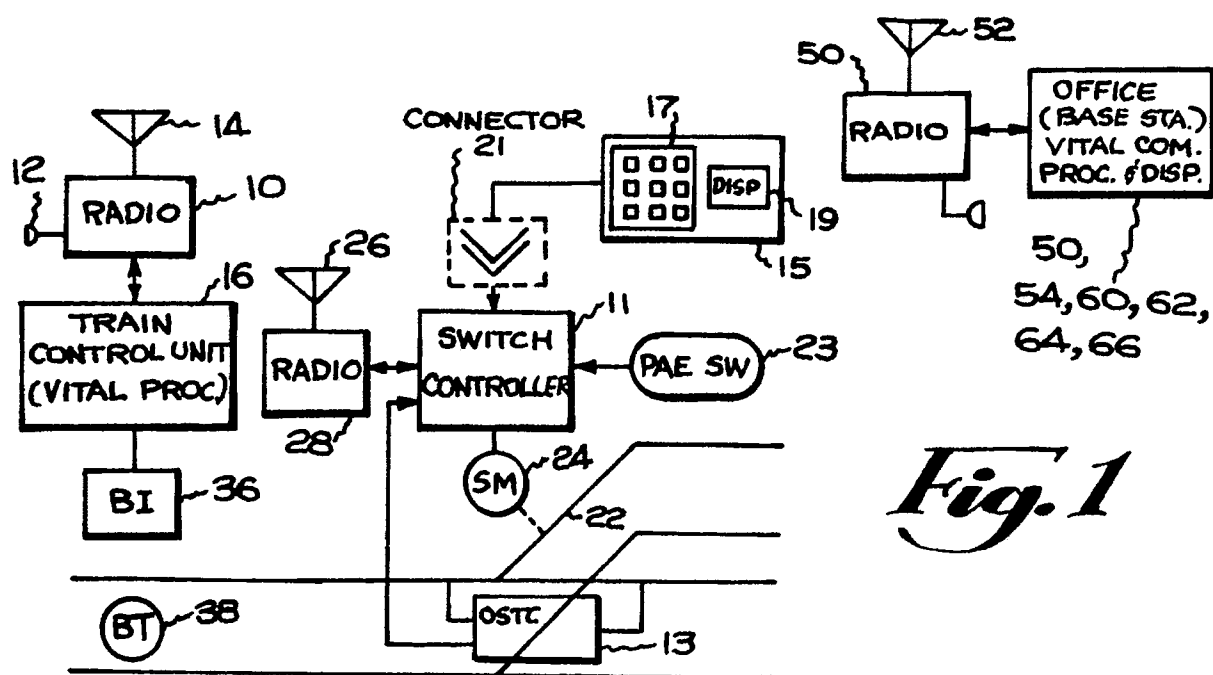 52
50
OFFICE
(BASE STA.)
VITAL COM.
PROC. & DISP.
RADIO
14
CONNECTOR
21
17
DISP
19
15
12
RADIO
10
50,
54, 60, 62,
64, 66
26
16
TRAIN
CONTROL UNIT
(VITAL PROC)
11
SWITCH
CONTROLLER
RADIO
28
PAE SW
23
BI
36
SM
24
22
Fig. 1
BT
38
OSTC
13